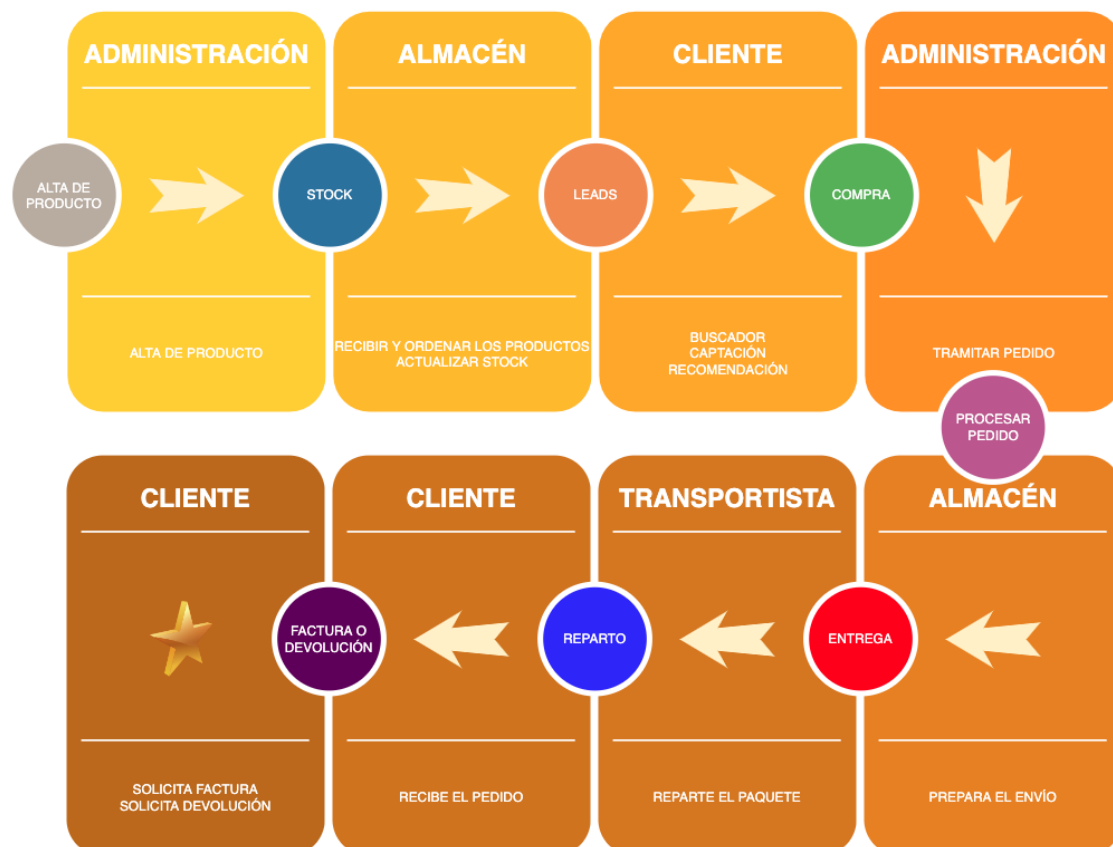 ADMINISTRACIÓN
ALMACÉN
CLIENTE
ADMINISTRACIÓN
ALTA DE
PRODUCTO
STOCK
LEADS
COMPRA
ALTA DE PRODUCTO
RECIBIR Y ORDENAR LOS PRODUCTOS
ACTUALIZAR STOCK
BUSCADOR
CAPTACIÓN
RECOMENDACIÓN
TRAMITAR PEDIDO
PROCESAR
PEDIDO
CLIENTE
CLIENTE
TRANSPORTISTA
ALMACÉN
FACTURA O
DEVOLUCIÓN
REPARTO
ENTREGA
SOLICITA FACTURA
SOLICITA DEVOLUCIÓN
RECIBE EL PEDIDO
REPARTE EL PAQUETE
PREPARA EL ENVÍO